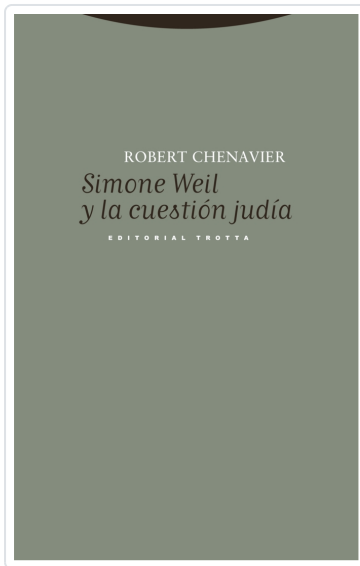 ROBERT CHENAVIER
Simone Weil
y la cuestión judía
EDITORIAL TROTTA